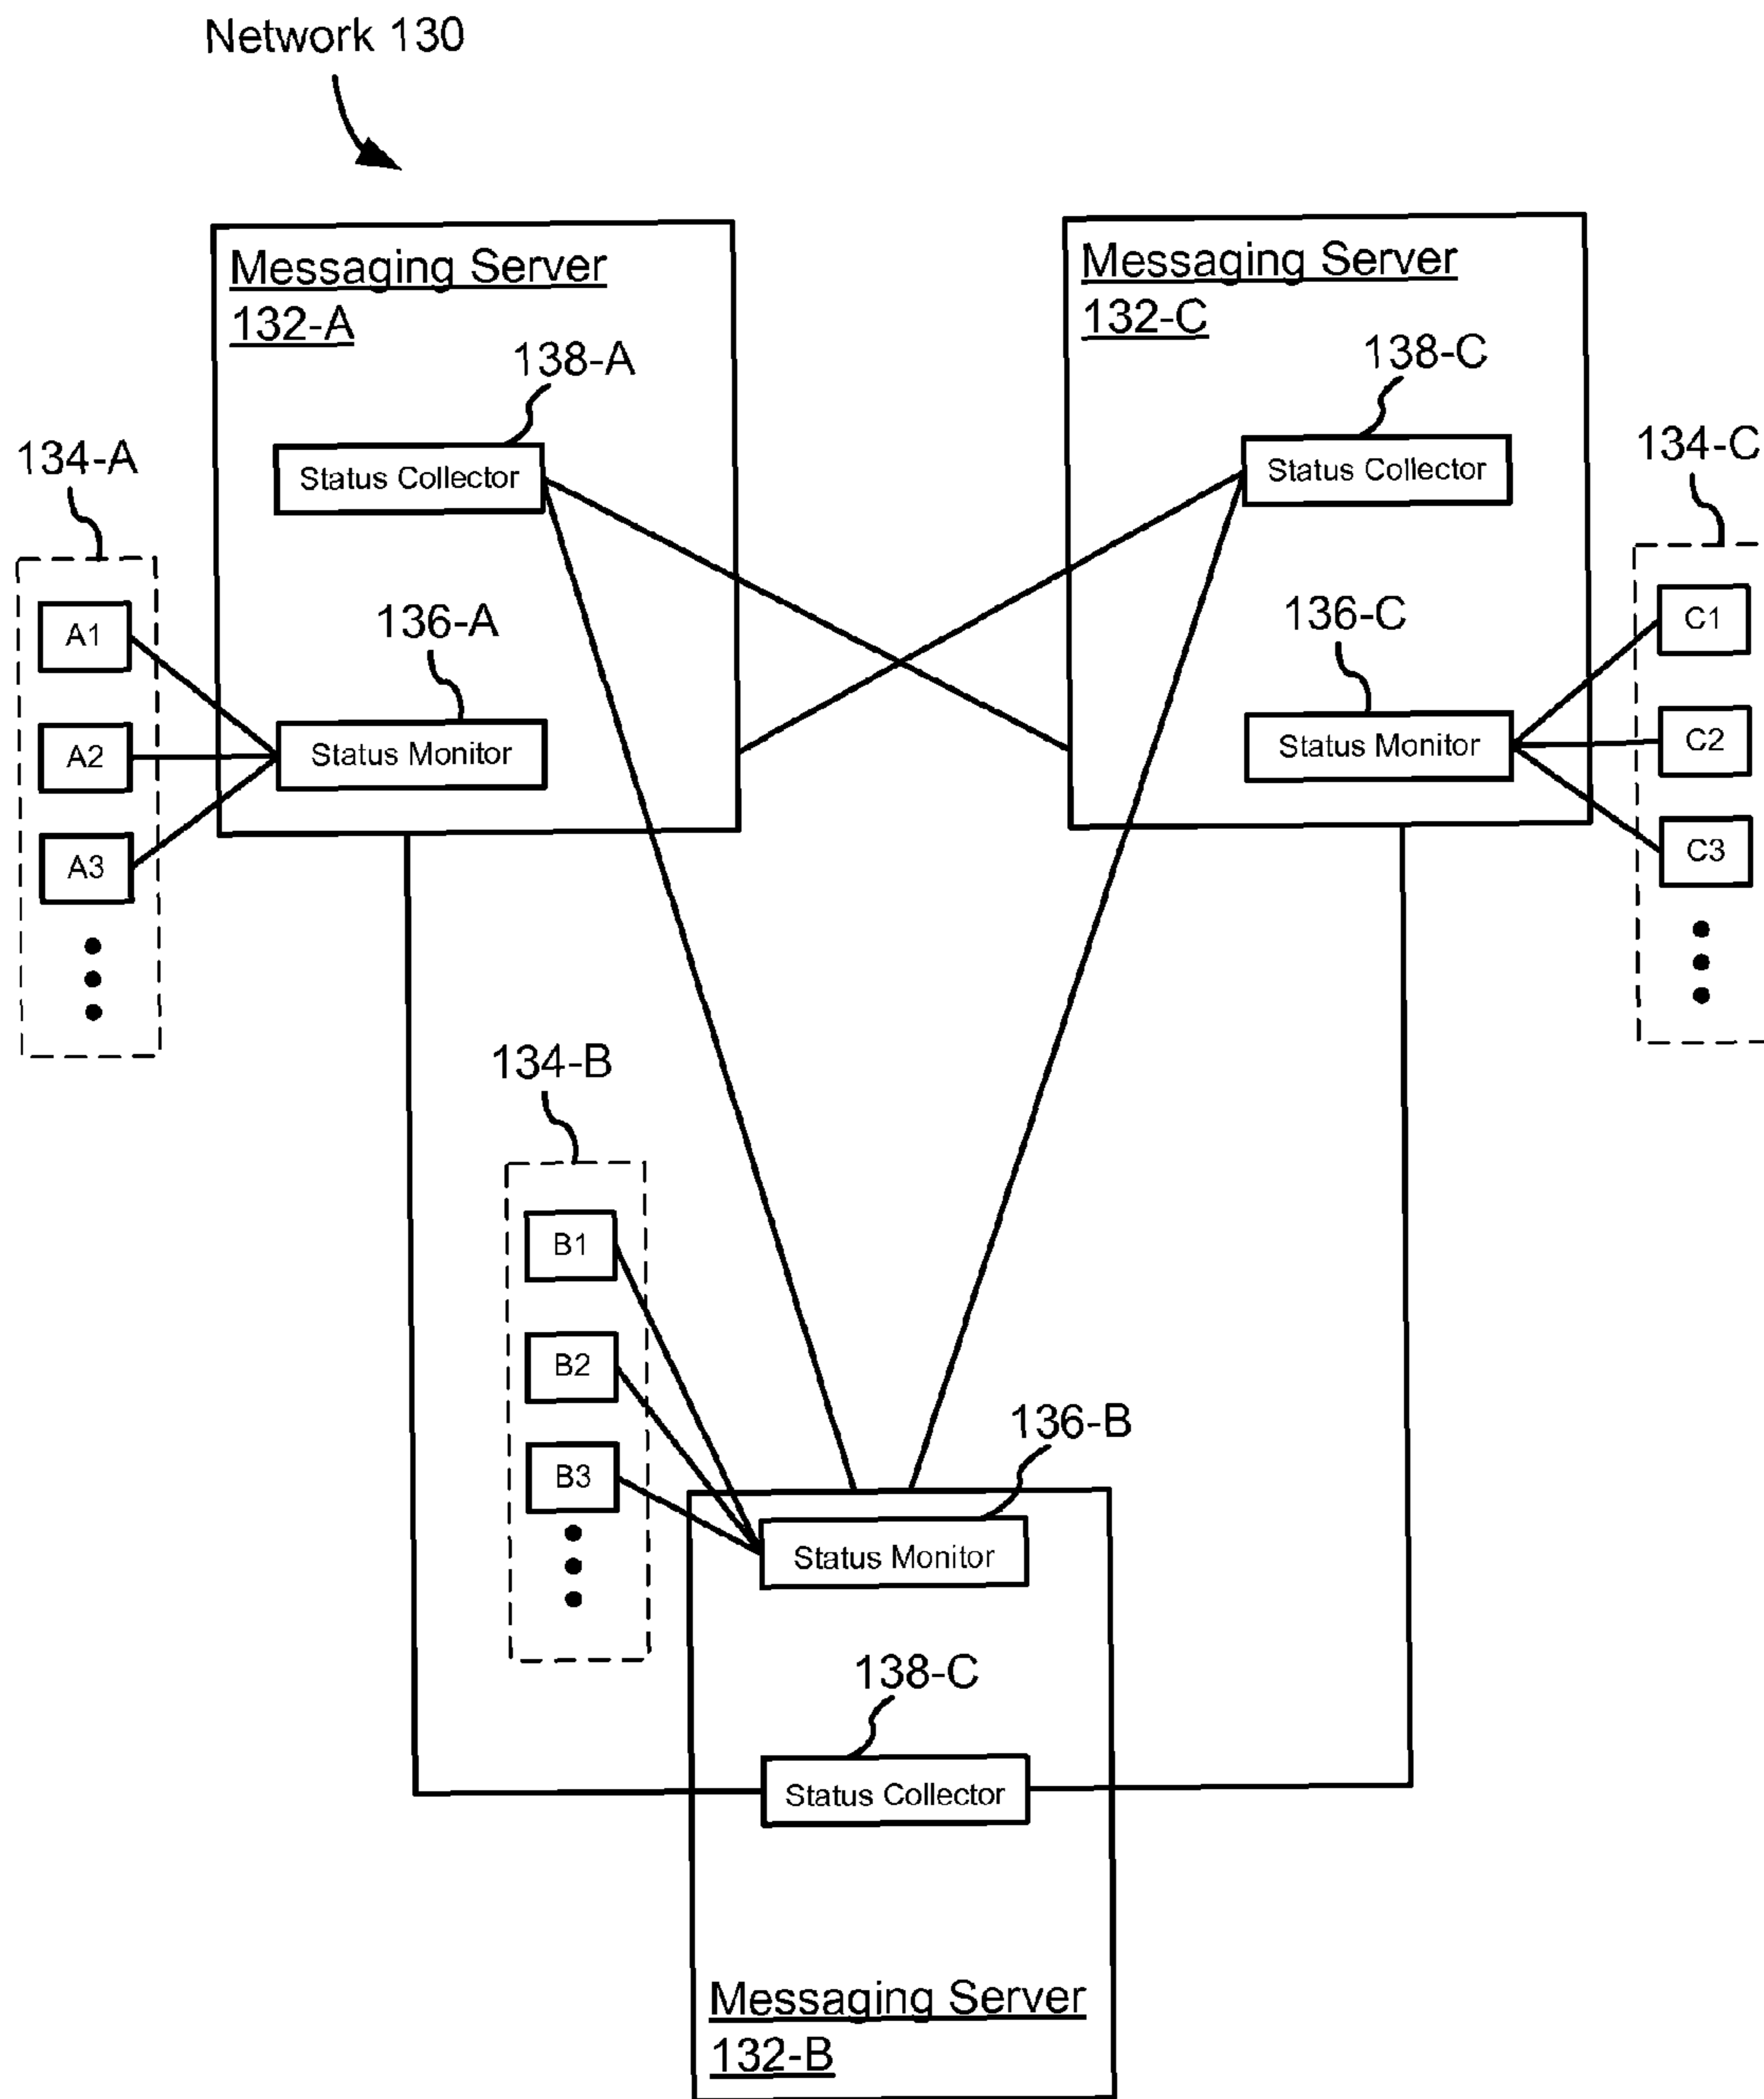 Network 130
Messaging Server
132-A
138-A
Status Collector
136-A
Status Monitor
134-A
A1
A2
A3
Messaging Server
132-C
138-C
Status Collector
136-C
Status Monitor
134-C
C1
C2
C3
134-B
B1
B2
B3
136-B
Status Monitor
138-C
Status Collector
Messaging Server
132-B